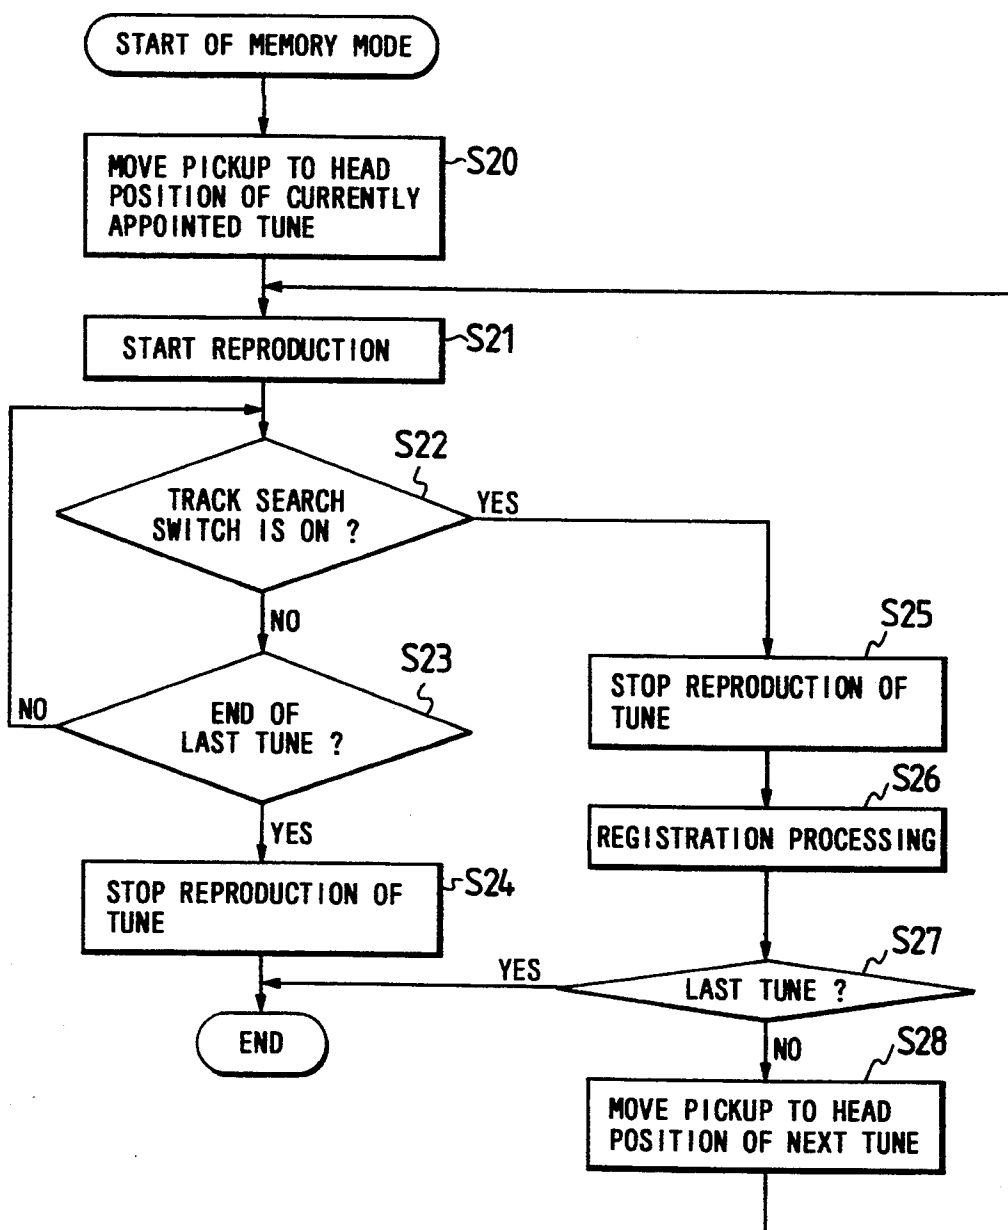 START OF MEMORY MODE
MOVE PICKUP TO HEAD
POSITION OF CURRENTLY
APPOINTED TUNE
S20
START REPRODUCTION
S21
S22
TRACK SEARCH
SWITCH IS ON ?
YES
NO
S23
END OF
LAST TUNE ?
NO
YES
STOP REPRODUCTION OF
TUNE
S24
END
S25
STOP REPRODUCTION OF
TUNE
S26
REGISTRATION PROCESSING
S27
LAST TUNE ?
YES
NO
S28
MOVE PICKUP TO HEAD
POSITION OF NEXT TUNE